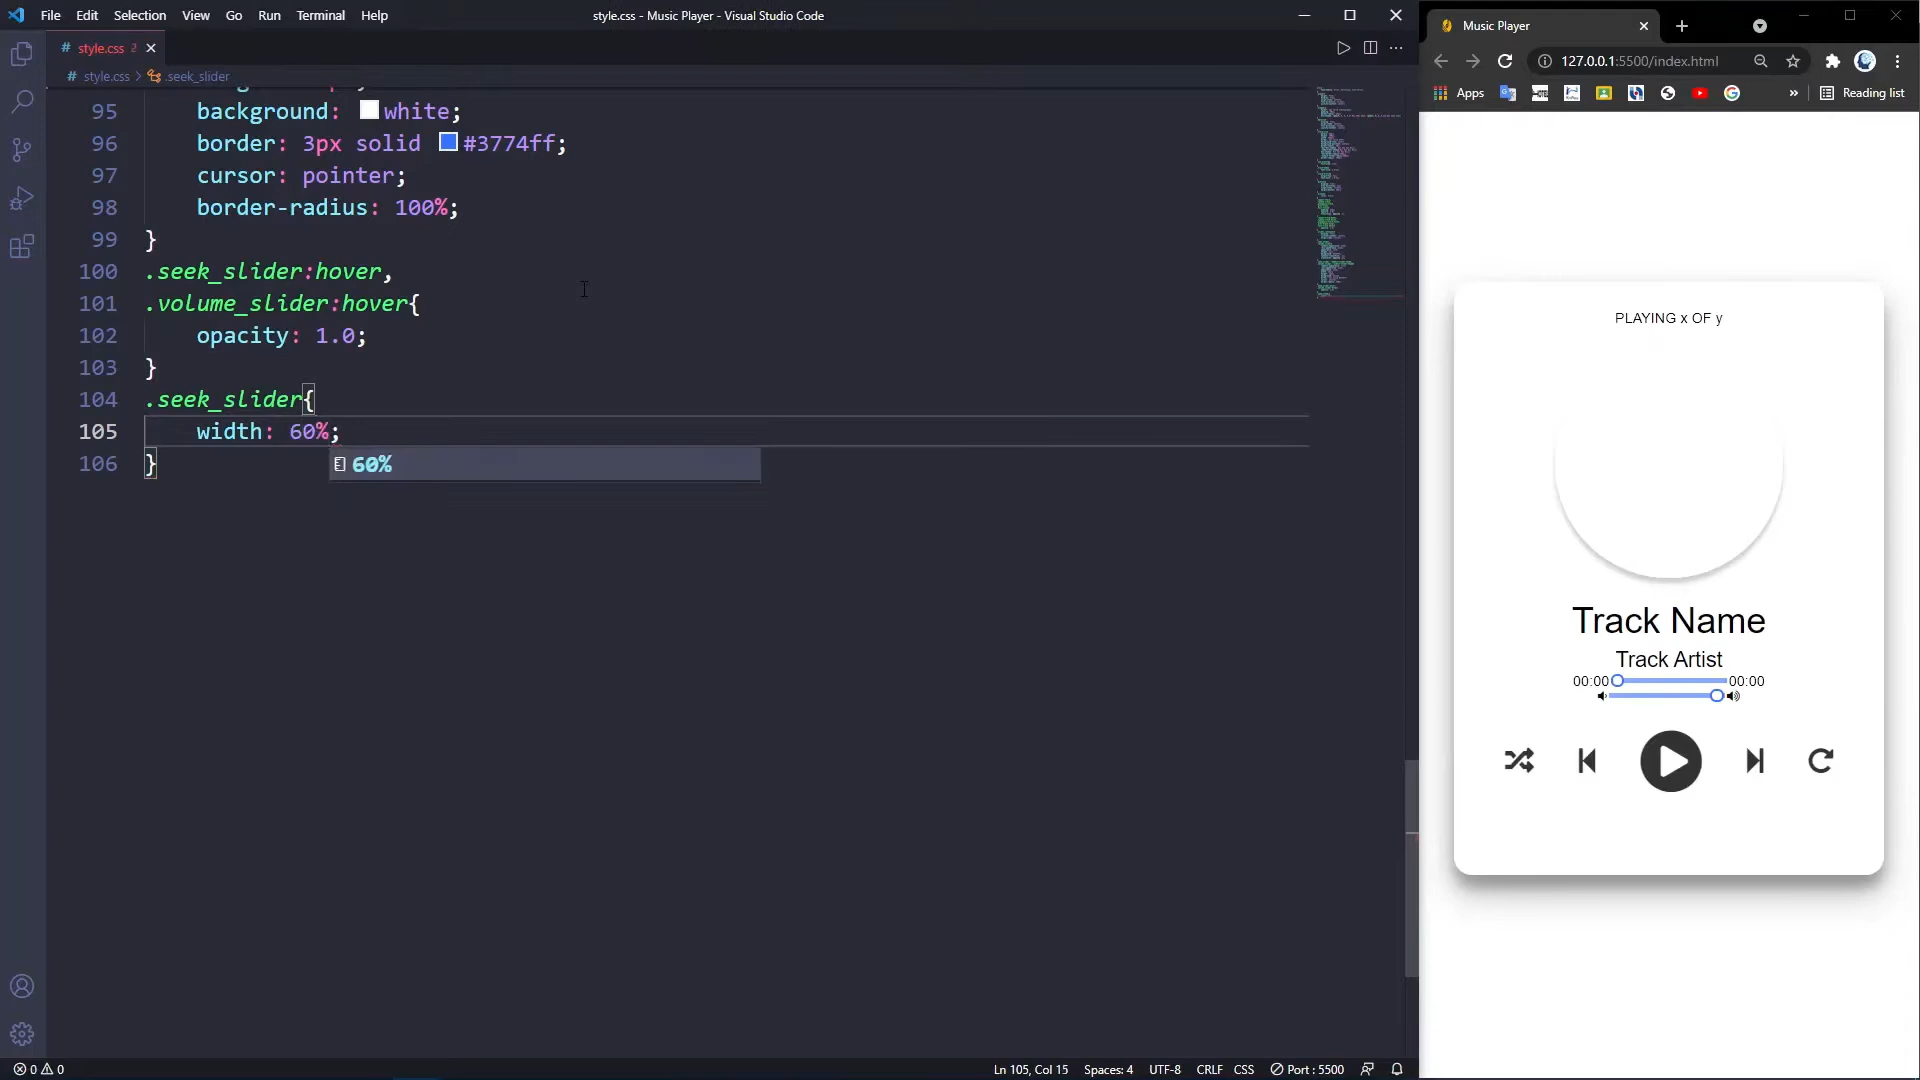 File Edit Selection View Go Run Terminal Help
style.css - Music Player - Visual Studio Code
# style.css 2
# style.css > .seek_slider
95 background: white;
96 border: 3px solid #3774ff;
97 cursor: pointer;
98 border-radius: 100%;
99 }
100 .seek_slider:hover,
101 .volume_slider:hover{
102 opacity: 1.0;
103 }
104 .seek_slider{
105 width: 60%;
106 }
60%
0 0
Ln 105, Col 15 Spaces: 4 UTF-8 CRLF CSS Port : 5500
Music Player
127.0.0.1:5500/index.html
Apps
» Reading list
PLAYING x OF y
Track Name
Track Artist
00:00 00:00